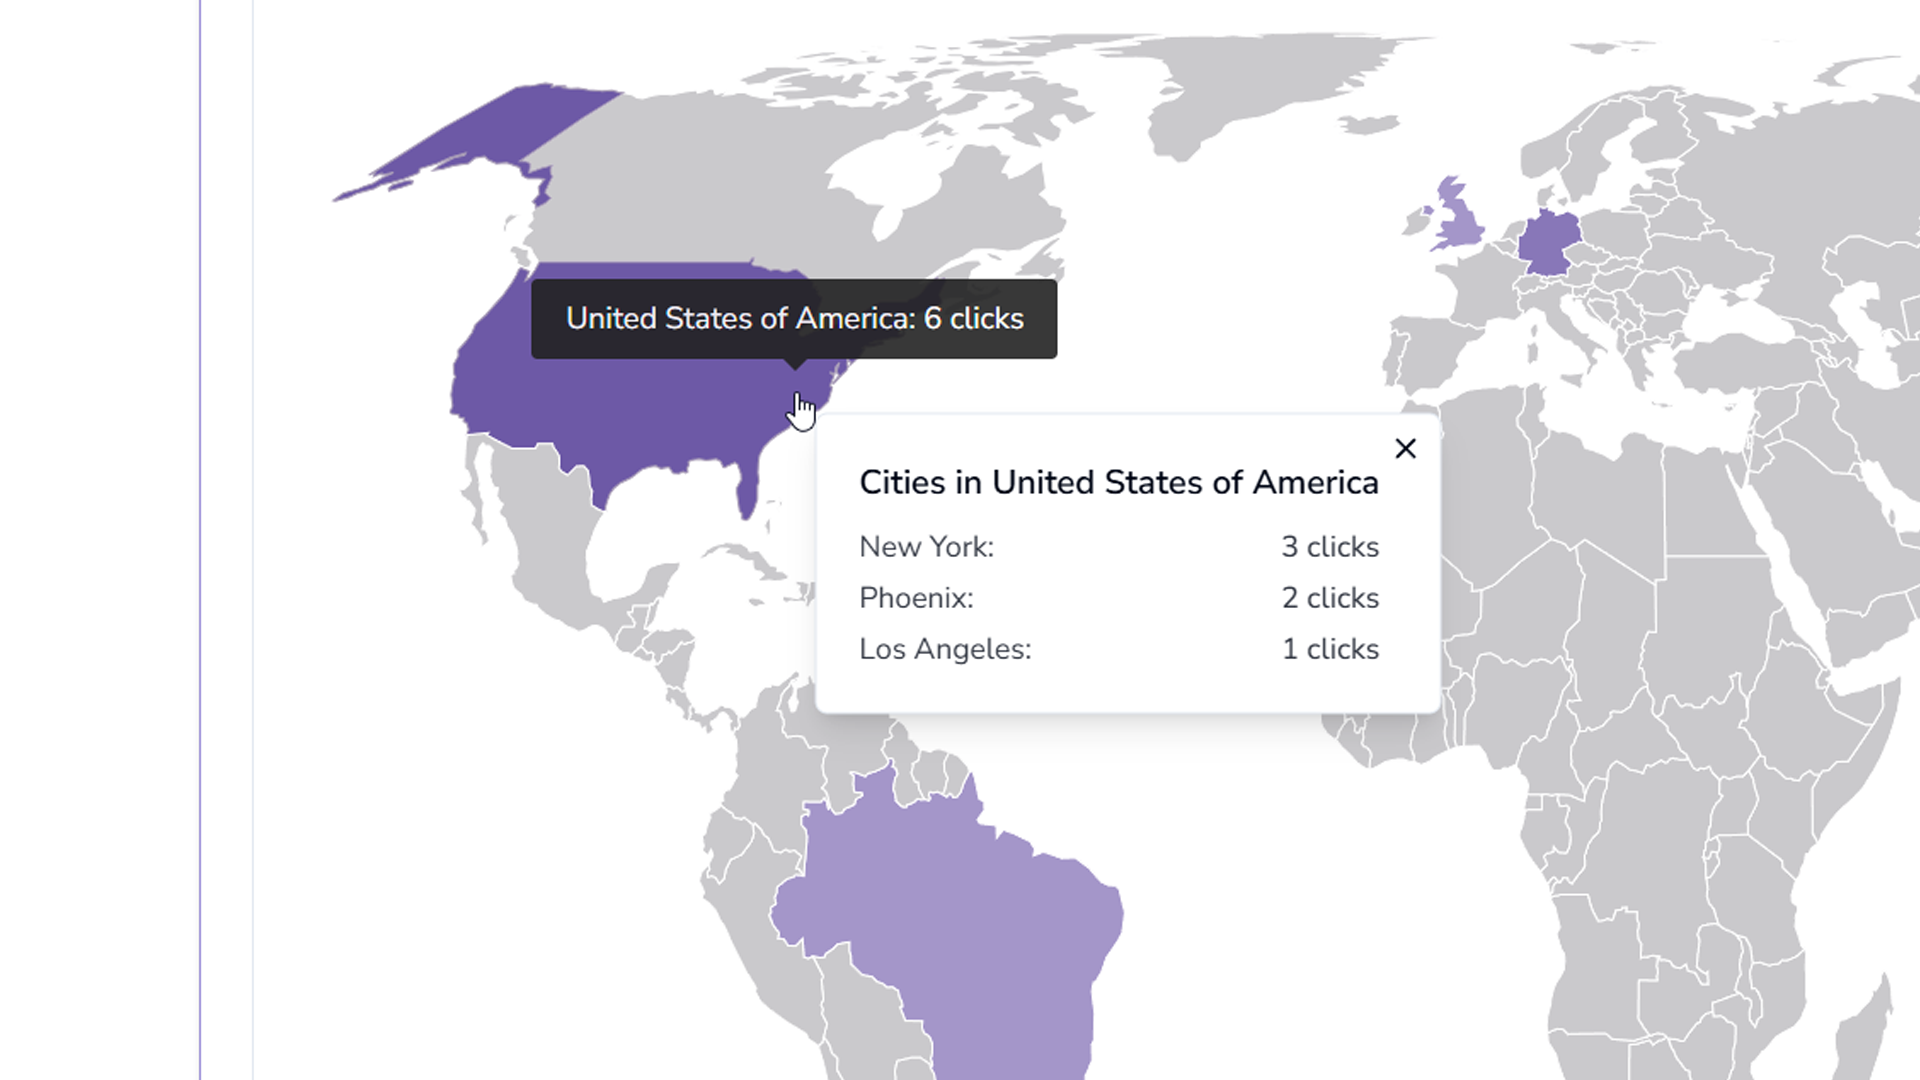 United States of America: 6 clicks
Cities in United States of America
New York: 3 clicks
Phoenix: 2 clicks
Los Angeles: 1 clicks